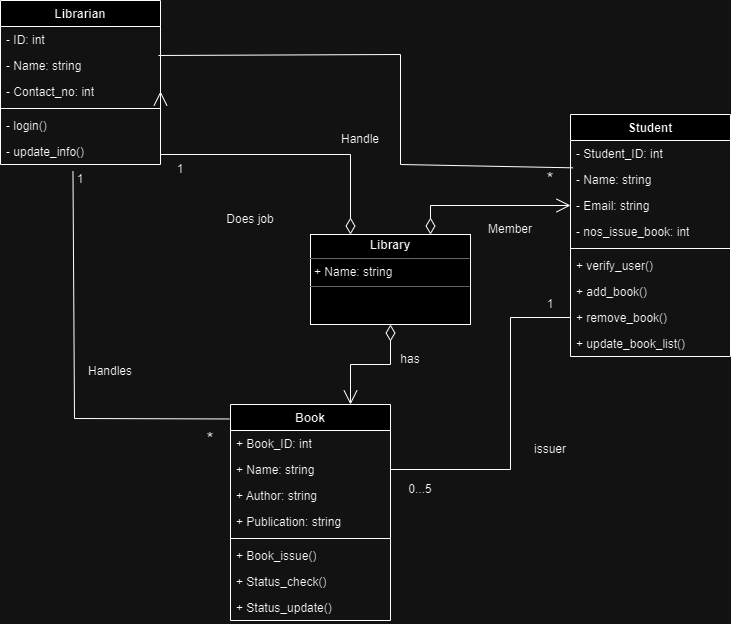 Librarian
- ID: int
- Name: string
- Contact_no: int
- login()
- update_info()
1
1
Handle
*
Student
- Student_ID: int
- Name: string
- Email: string
- nos_issue_book: int
+ verify_user()
+ add_book()
+ remove_book()
+ update_book_list()
Does job
Member
Library
+ Name: string
1
has
Handles
*
Book
+ Book_ID: int
+ Name: string
+ Author: string
+ Publication: string
+ Book_issue()
+ Status_check()
+ Status_update()
issuer
0...5